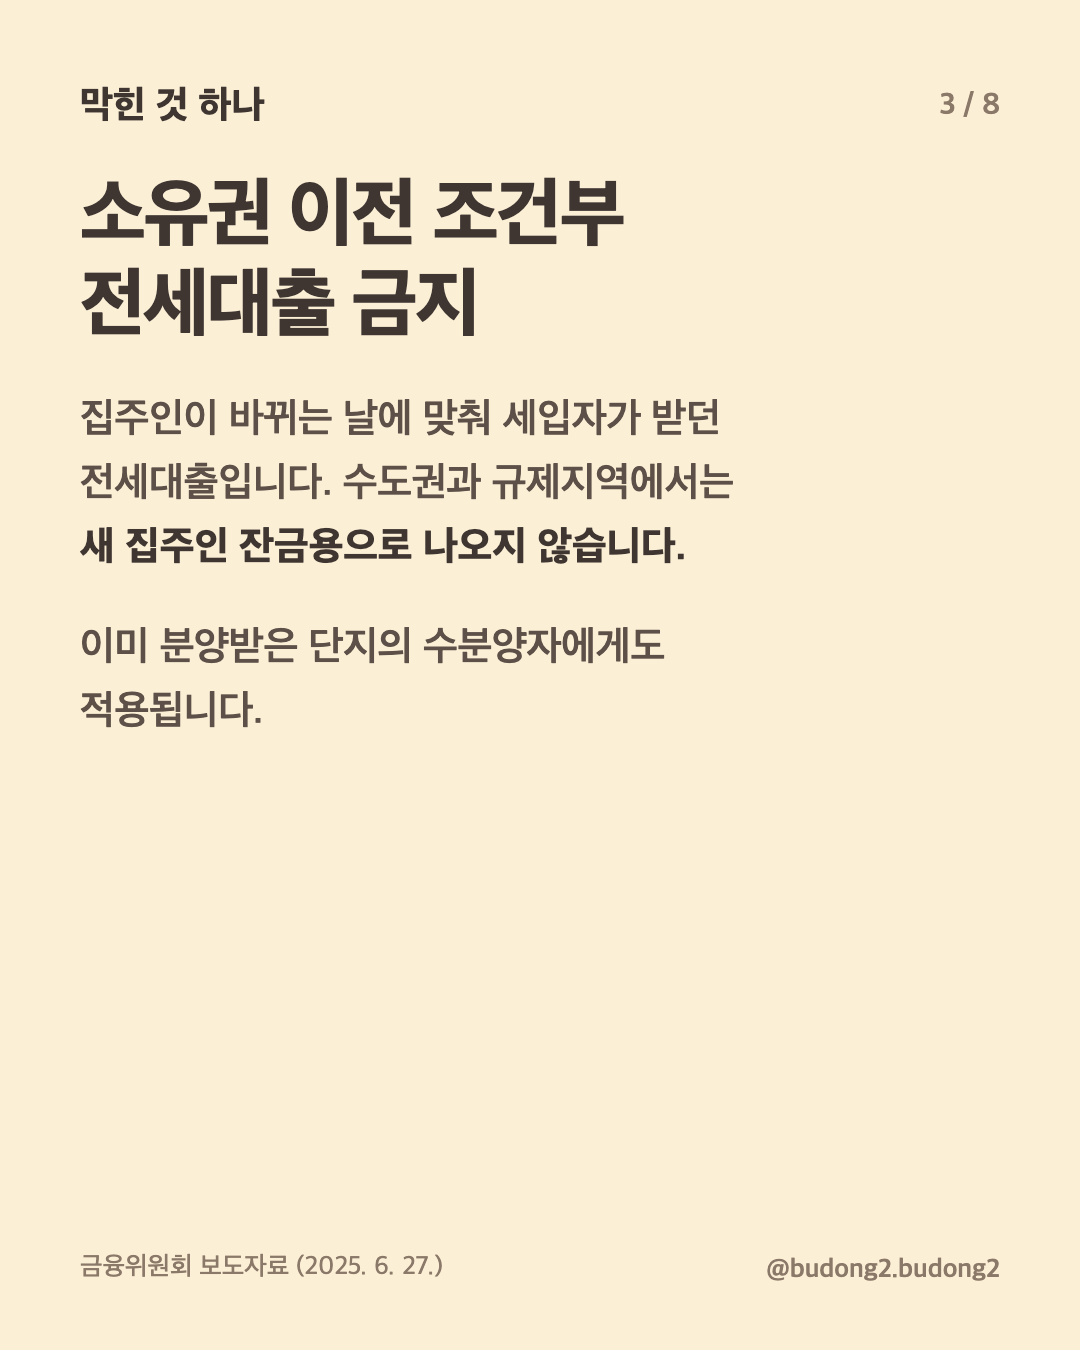 막힌 것 하나
3 / 8
소유권 이전 조건부
전세대출 금지
집주인이 바뀌는 날에 맞춰 세입자가 받던
전세대출입니다. 수도권과 규제지역에서는
새 집주인 잔금용으로 나오지 않습니다.
이미 분양받은 단지의 수분양자에게도
적용됩니다.
금융위원회 보도자료 (2025. 6. 27.)
@budong2.budong2